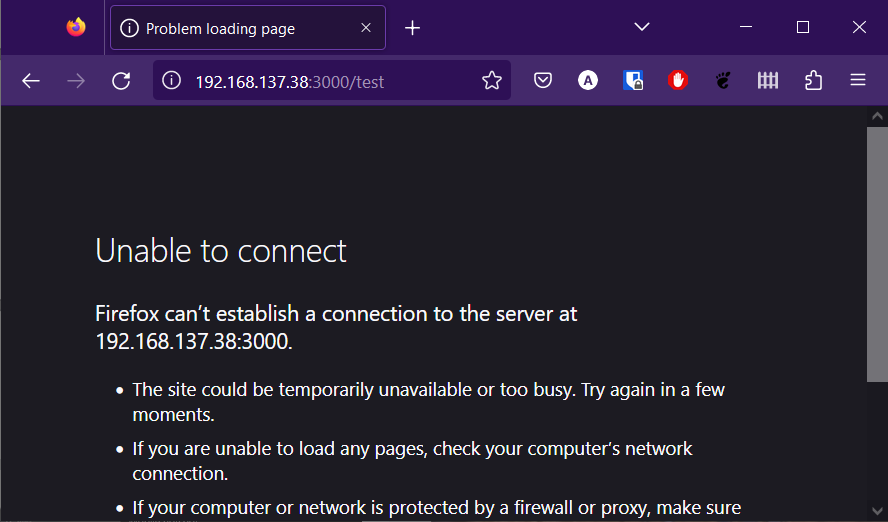 Problem loading page
192.168.137.38:3000/test
A
Unable to connect
Firefox can’t establish a connection to the server at
192.168.137.38:3000.
• The site could be temporarily unavailable or too busy. Try again in a few
moments.
• If you are unable to load any pages, check your computer’s network
connection.
• If your computer or network is protected by a firewall or proxy, make sure